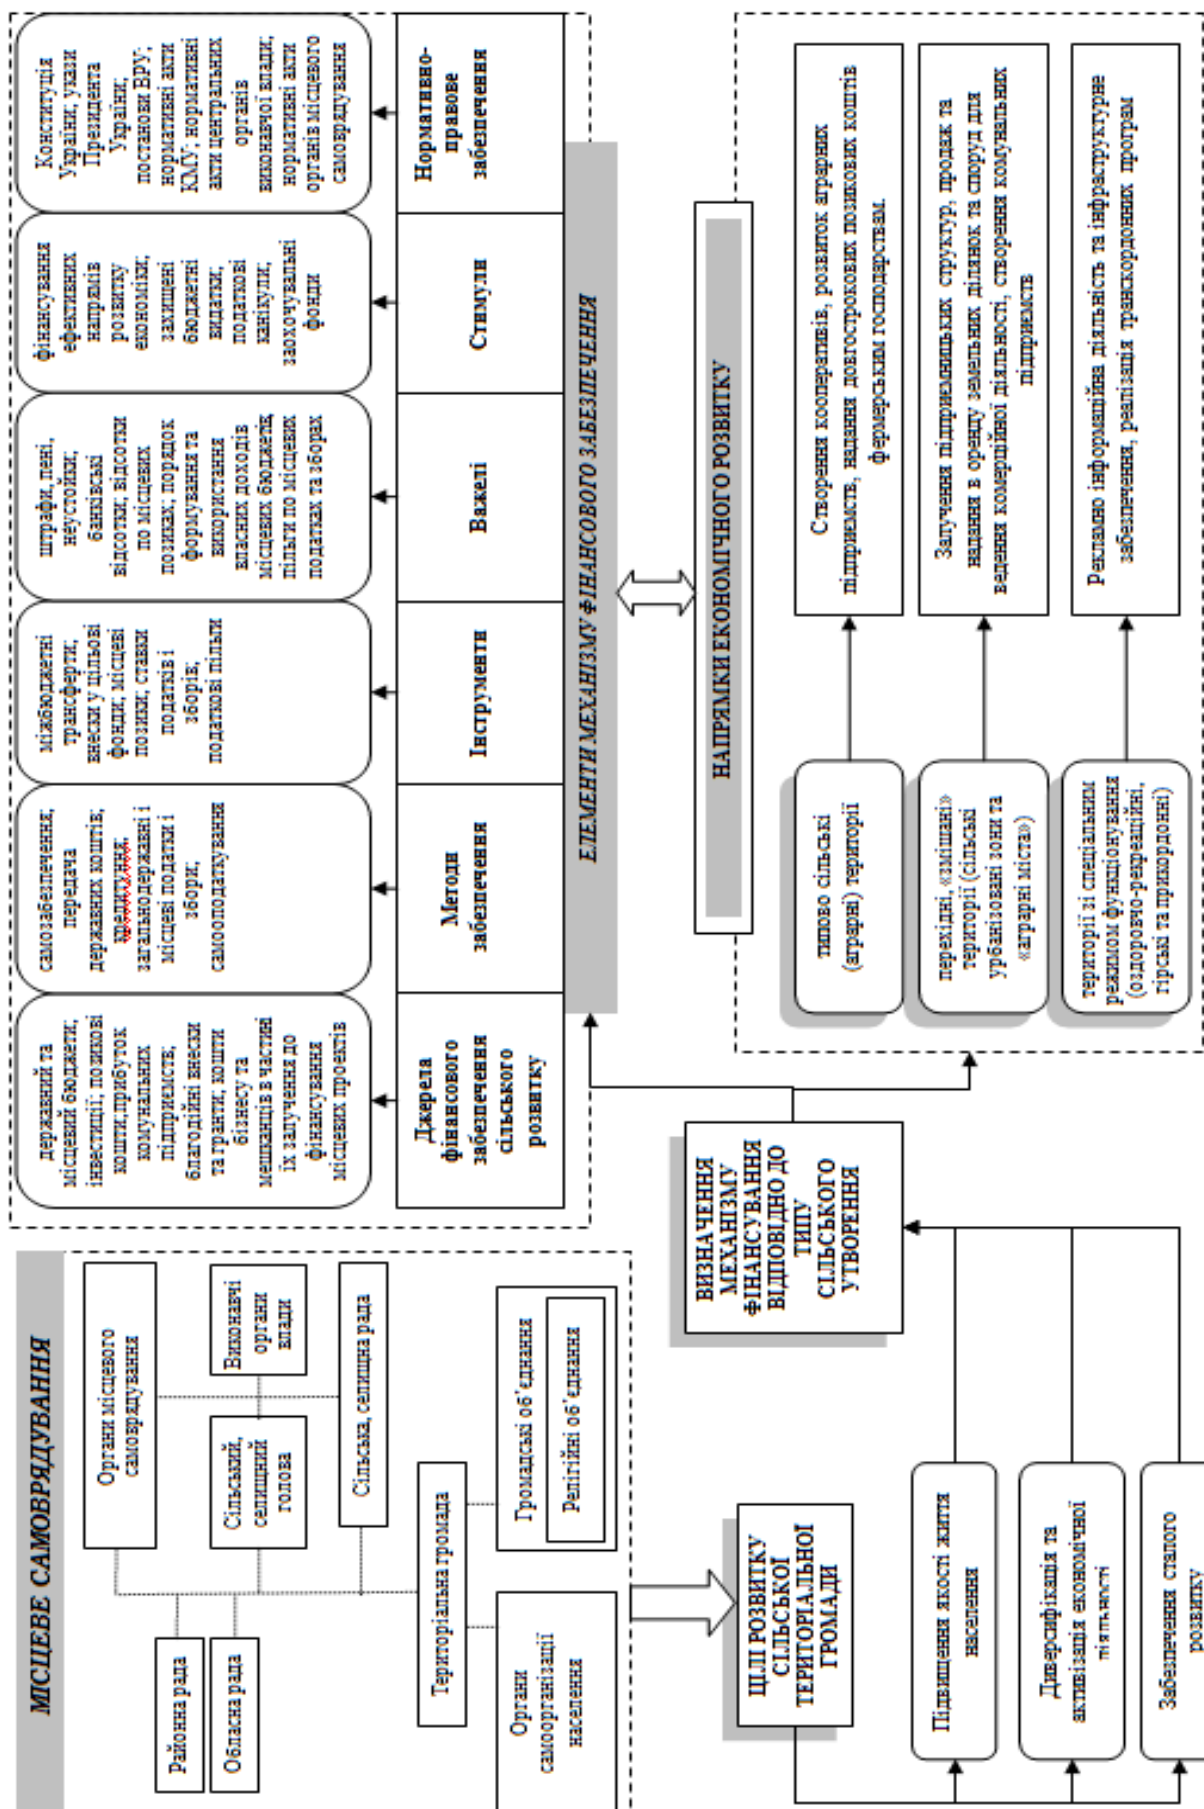 МІСЦЕВЕ САМОВРЯДУВАННЯ
Органи місцевого
самоврядування
Виконавчі
органи
влади
Сільський,
селищний
голова
Сільська, селищна рада
Районна рада
Обласна рада
Територіальна громада
Органи
самоорганізації
населення
Громадські об'єднання
Релігійні об'єднання
державний та
місцевий бюджети;
інвестиції; позикові
кошти; прибуток
комунальних
підприємств;
благодійні внески
та гранти; кошти
бізнесу та
мешканців в частині
їх залучення до
фінансування
місцевих проектів
самозабезпечення;
передача
державних коштів;
кредитування;
загальнодержавні і
місцеві податки і
збори;
самооподаткування
міжбюджетні
трансферти;
внески у цільові
фонди; місцеві
позики; ставки
податків і
зборів;
податкові пільги
штрафи, пені,
неустойки;
банківські
відсотки; відсотки
по місцевих
позиках; порядок
формування та
використання
власних доходів
місцевих бюджетів;
пільги по місцевих
податках та зборах
фінансування
ефективних
напрямів
розвитку
економіки;
захищені
бюджетні
видатки;
податкові
канікули;
заохочувальні
фонди
Конституція
України; укази
Президента
України;
постанови ВРУ;
нормативні акти
КМУ; нормативні
акти центральних
органів
виконавчої влади;
нормативні акти
органів місцевого
самоврядування
Джерела
фінансового
забезпечення
сільського
розвитку
Методи
забезпечення
Інструменти
Важелі
Стимули
Нормативно-
правове
забезпечення
ЕЛЕМЕНТИ МЕХАНІЗМУ ФІНАНСОВОГО ЗАБЕЗПЕЧЕННЯ
ЦІЛІ РОЗВИТКУ
СІЛЬСЬКОЇ
ТЕРИТОРІАЛЬНОЇ
ГРОМАДИ
Підвищення якості життя
населення
Диверсифікація та
активізація економічної
діяльності
Забезпечення сталого
розвитку
ВИЗНАЧЕННЯ
МЕХАНІЗМУ
ФІНАНСУВАННЯ
ВІДПОВІДНО ДО
ТИПУ
СІЛЬСЬКОГО
УТВОРЕННЯ
НАПРЯМКИ ЕКОНОМІЧНОГО РОЗВИТКУ
типово сільські
(аграрні) території
Створення кооперативів, розвиток аграрних
підприємств, надання довгострокових позикових коштів
фермерським господарствам.
перехідні, «змішані»
території (сільські
урбанізовані зони та
«аграрні міста»)
Залучення підприємницьких структур, продаж та
надання в оренду земельних ділянок та споруд для
ведення комерційної діяльності, створення комунальних
підприємств
території зі спеціальним
режимом функціонування
(оздоровчо-рекреаційні,
гірські та прикордонні)
Рекламно інформаційна діяльність та інфраструктурне
забезпечення, реалізація транскордонних програм